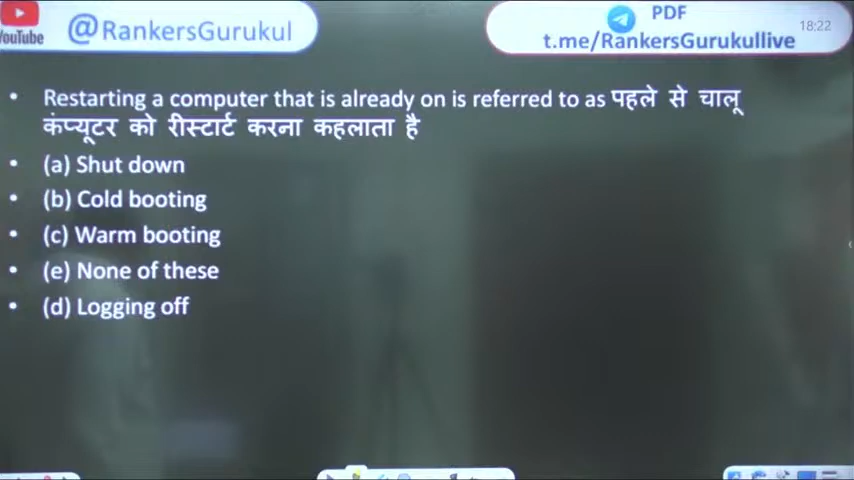 YouTube
@RankersGurukul
PDF
t.me/RankersGurukullive
18:22
• Restarting a computer that is already on is referred to as पहले से चालू
कंप्यूटर को रीस्टार्ट करना कहलाता है
• (a) Shut down
• (b) Cold booting
• (c) Warm booting
• (e) None of these
• (d) Logging off